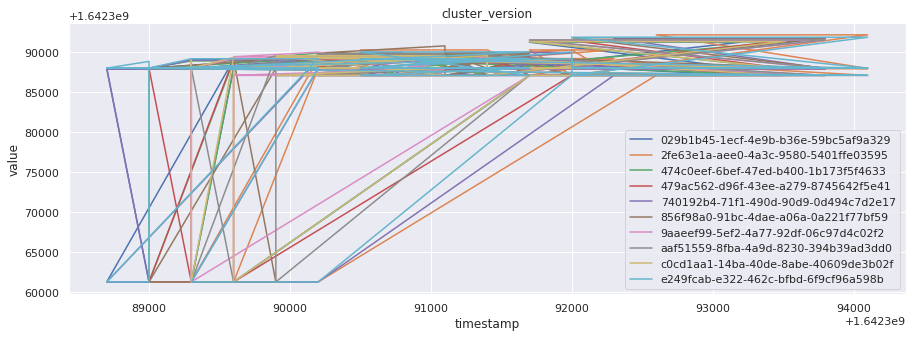 cluster_version
+1.6423e9
value
90000
85000
80000
75000
70000
65000
60000
029b1b45-1ecf-4e9b-b36e-59bc5af9a329
2fe63e1a-aee0-4a3c-9580-5401ffe03595
474c0eef-6bef-47ed-b400-1b173f5f4633
479ac562-d96f-43ee-a279-8745642f5e41
740192b4-71f1-490d-90d9-0d494c7d2e17
856f98a0-91bc-4dae-a06a-0a221f77bf59
9aaeef99-5ef2-4a77-92df-06c97d4c02f2
aaf51559-8fba-4a9d-8230-394b39ad3dd0
c0cd1aa1-14ba-40de-8abe-40609de3b02f
e249fcab-e322-462c-bfbd-6f9cf96a598b
89000 90000 91000 92000 93000 94000
timestamp
+1.6423e9